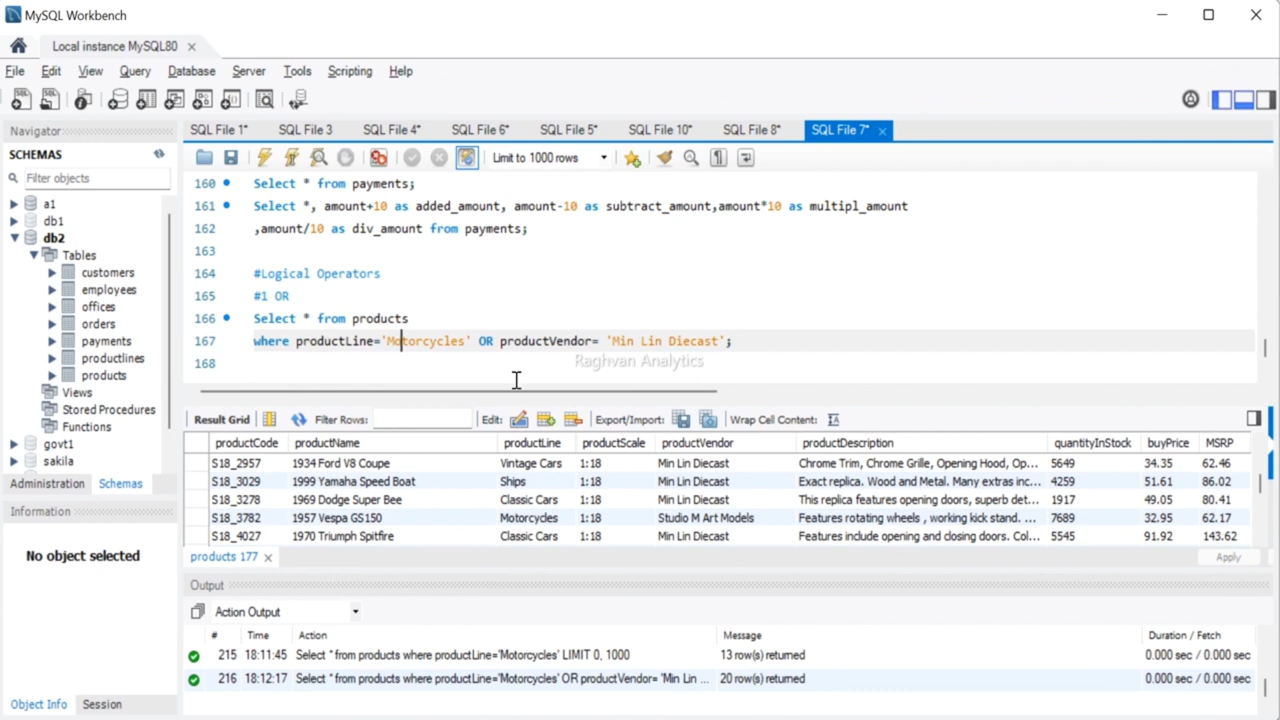 MySQL Workbench
Local instance MySQL80
File Edit View Query Database Server Tools Scripting Help
Navigator
SCHEMAS
Filter objects
a1
db1
db2
Tables
customers
employees
offices
orders
payments
productlines
products
Views
Stored Procedures
Functions
govt1
sakila
Administration Schemas
Information
No object selected
Object Info Session
SQL File 1* SQL File 3 SQL File 4* SQL File 6* SQL File 5* SQL File 10* SQL File 8* SQL File 7*
Limit to 1000 rows
160 Select * from payments;
161 Select *, amount+10 as added_amount, amount-10 as subtract_amount,amount*10 as multipl_amount
162 ,amount/10 as div_amount from payments;
163
164 #Logical Operators
165 #1 OR
166 Select * from products
167 where productLine='Motorcycles' OR productVendor= 'Min Lin Diecast';
Raghvan Analytics
168
Result Grid Filter Rows: Edit: Export/Import: Wrap Cell Content:
productCode productName productLine productScale productVendor productDescription quantityInStock buyPrice MSRP
S18_2957 1934 Ford V8 Coupe Vintage Cars 1:18 Min Lin Diecast Chrome Trim, Chrome Grille, Opening Hood, Op... 5649 34.35 62.46
S18_3029 1999 Yamaha Speed Boat Ships 1:18 Min Lin Diecast Exact replica. Wood and Metal. Many extras inc... 4259 51.61 86.02
S18_3278 1969 Dodge Super Bee Classic Cars 1:18 Min Lin Diecast This replica features opening doors, superb det... 1917 49.05 80.41
S18_3782 1957 Vespa GS150 Motorcycles 1:18 Studio M Art Models Features rotating wheels , working kick stand. ... 7689 32.95 62.17
S18_4027 1970 Triumph Spitfire Classic Cars 1:18 Min Lin Diecast Features include opening and closing doors. Col... 5545 91.92 143.62
products 177 Apply
Output
Action Output
# Time Action Message Duration / Fetch
215 18:11:45 Select * from products where productLine='Motorcycles' LIMIT 0, 1000 13 row(s) returned 0.000 sec / 0.000 sec
216 18:12:17 Select * from products where productLine='Motorcycles' OR productVendor= 'Min Lin ... 20 row(s) returned 0.000 sec / 0.000 sec